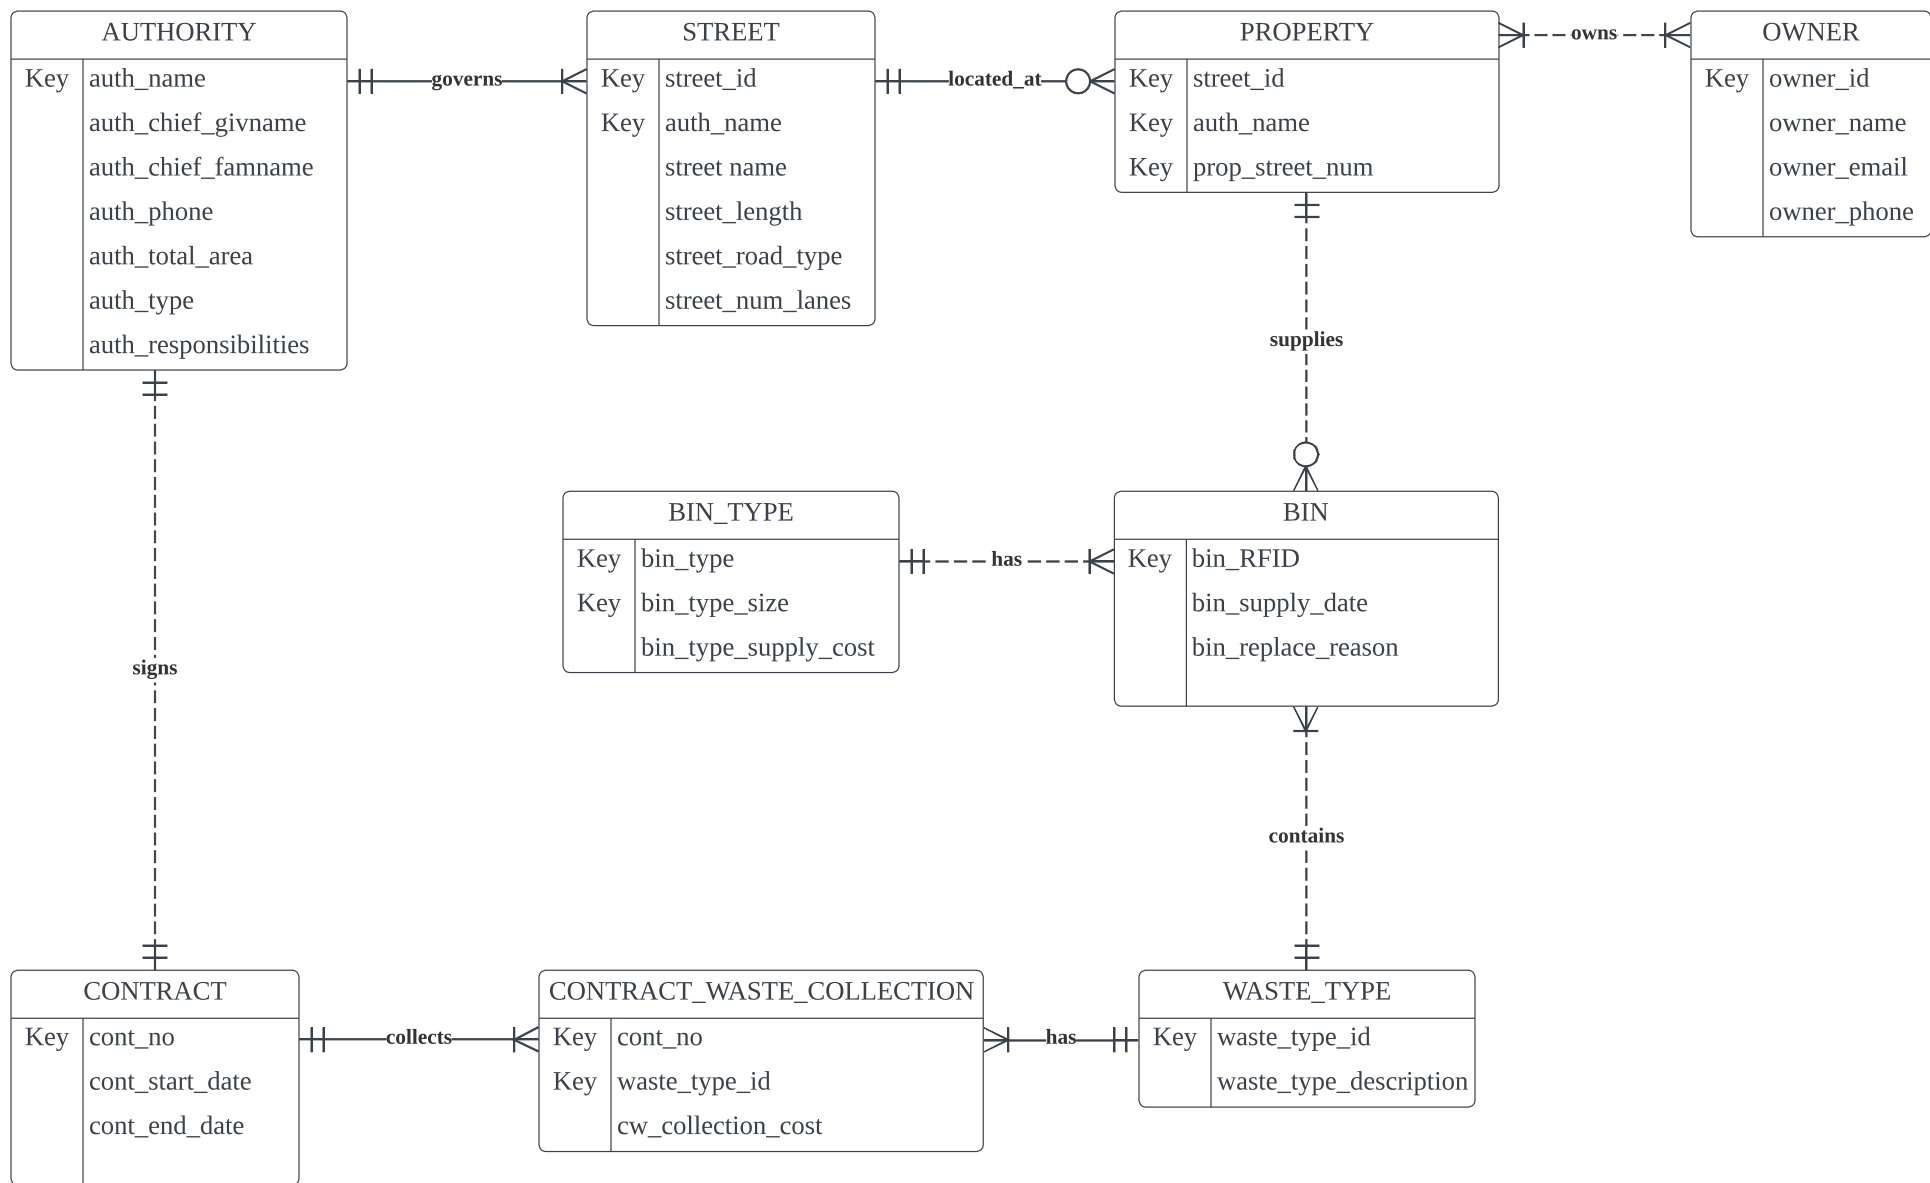 AUTHORITY
Key auth_name
auth_chief_givname
auth_chief_famname
auth_phone
auth_total_area
auth_type
auth_responsibilities
governs
STREET
Key street_id
Key auth_name
street name
street_length
street_road_type
street_num_lanes
located_at
PROPERTY
Key street_id
Key auth_name
Key prop_street_num
owns
OWNER
Key owner_id
owner_name
owner_email
owner_phone
supplies
signs
BIN_TYPE
Key bin_type
Key bin_type_size
bin_type_supply_cost
has
BIN
Key bin_RFID
bin_supply_date
bin_replace_reason
contains
CONTRACT
Key cont_no
cont_start_date
cont_end_date
collects
CONTRACT_WASTE_COLLECTION
Key cont_no
Key waste_type_id
cw_collection_cost
has
WASTE_TYPE
Key waste_type_id
waste_type_description